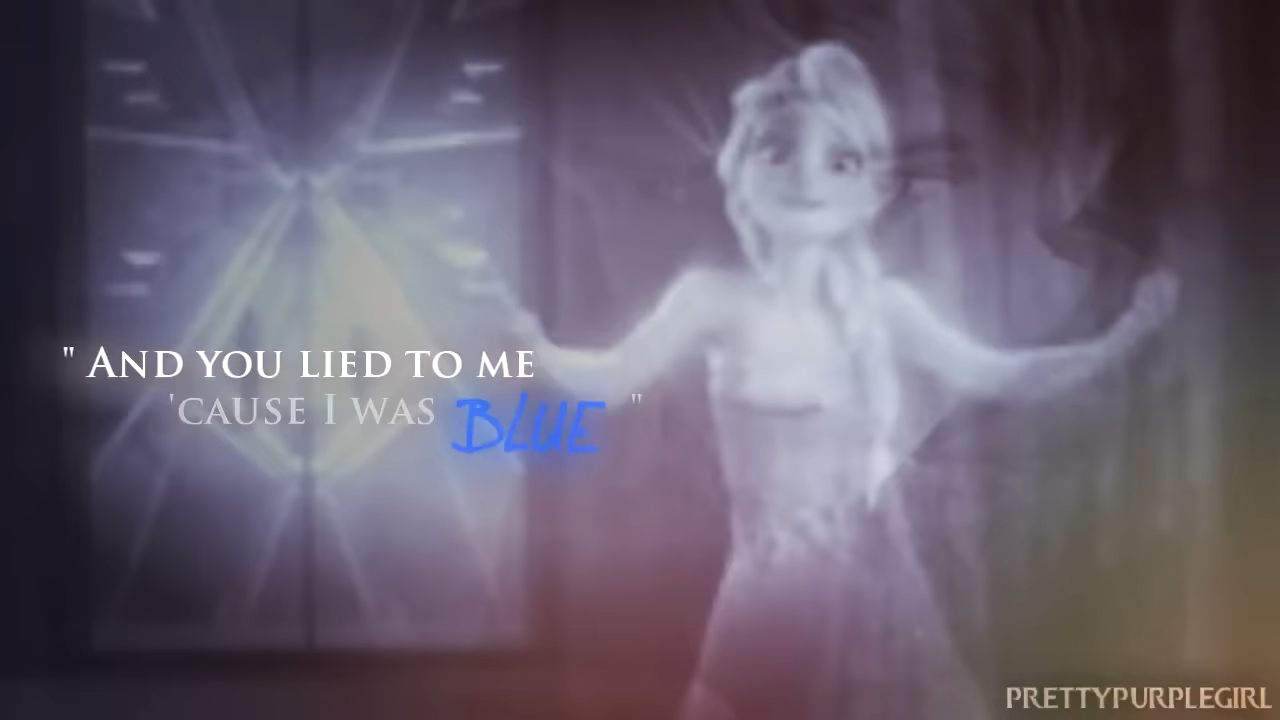 " And you lied to me
'cause I was BLUE "
PRETTYPURPLEGIRL